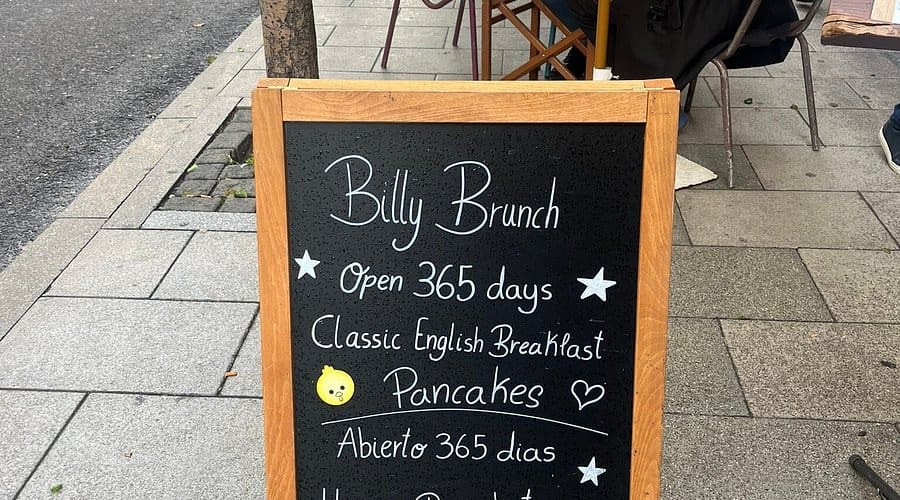 Billy Brunch
Open 365 days
Classic English Breakfast
Pancakes
Abierto 365 dias